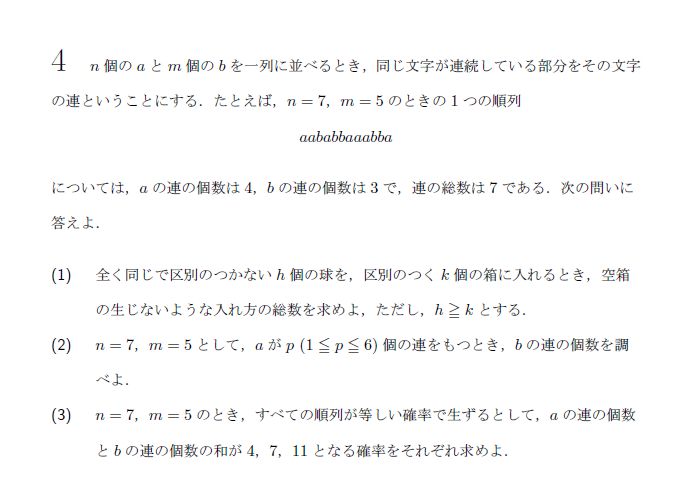 4 n 個の a と m 個の b を一列に並べるとき，同じ文字が連続している部分をその文字
の連ということにする．たとえば，n = 7，m = 5 のときの 1 つの順列
aababbaaabba
については，a の連の個数は 4，b の連の個数は 3 で，連の総数は 7 である．次の問いに
答えよ．
(1) 全く同じで区別のつかない h 個の球を，区別のつく k 個の箱に入れるとき，空箱
の生じないような入れ方の総数を求めよ，ただし，h ≧ k とする．
(2) n = 7，m = 5 として，a が p (1 ≦ p ≦ 6) 個の連をもつとき，b の連の個数を調
べよ．
(3) n = 7，m = 5 のとき，すべての順列が等しい確率で生ずるとして，a の連の個数
と b の連の個数の和が 4，7，11 となる確率をそれぞれ求めよ．